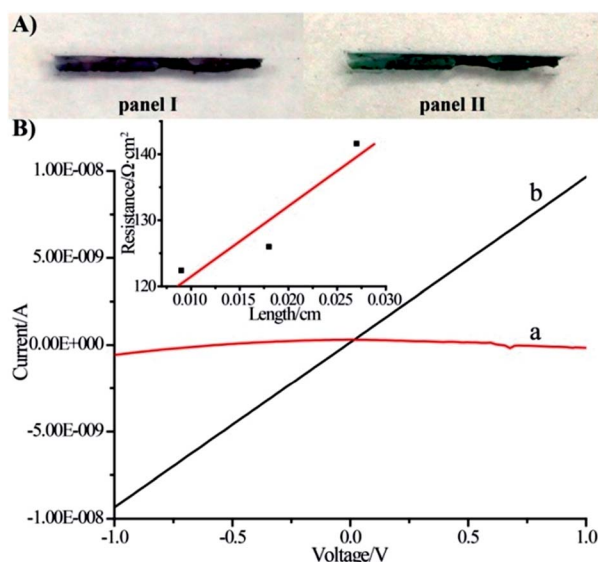 A)
panel I
panel II
B)
1.00E-008
5.00E-009
0.00E+000
-5.00E-009
-1.00E-008
Current/A
-1.0
-0.5
0.0
0.5
1.0
Voltage/V
b
a
140
130
120
Resistance/Ω·cm²
0.010
0.015
0.020
0.025
0.030
Length/cm